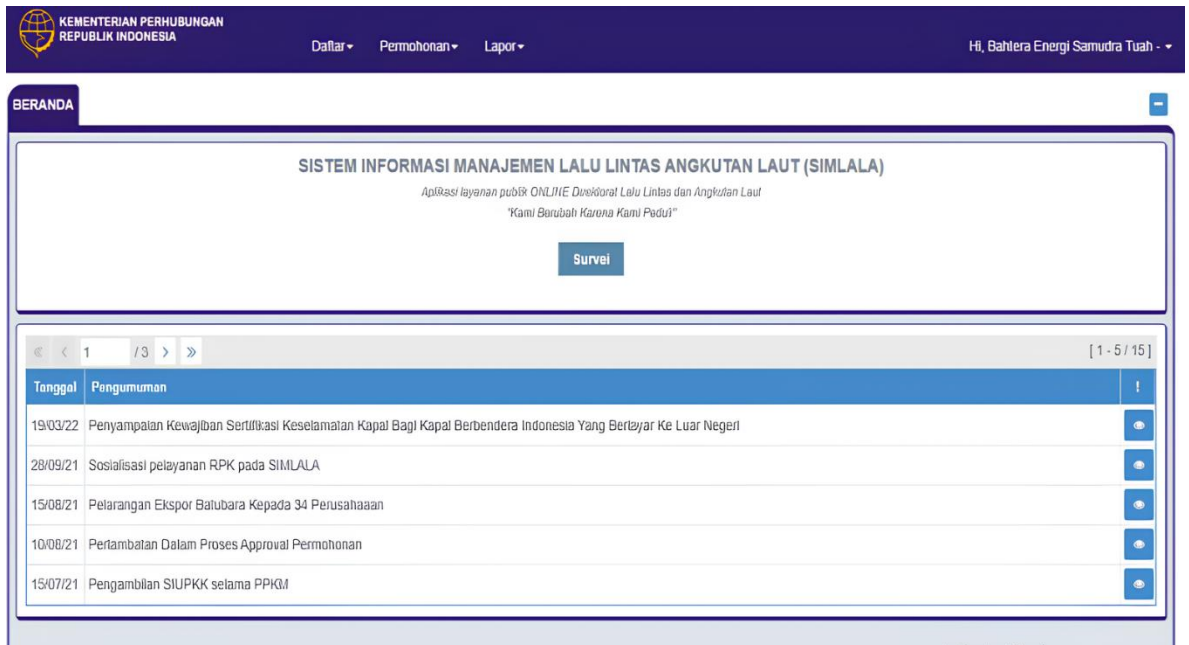 KEMENTERIAN PERHUBUNGAN
REPUBLIK INDONESIA
Daftar
Permohonan
Lapor
Hi, Bahtera Energi Samudra Tuah -
BERANDA
SISTEM INFORMASI MANAJEMEN LALU LINTAS ANGKUTAN LAUT (SIMLALA)
Aplikasi layanan publik ONLINE Direktorat Lalu Lintas dan Angkutan Laut
"Kami Berubah Karena Kami Peduli"
Survei
« ‹ 1 / 3 › »
[ 1 - 5 / 15 ]
Tanggal Pengumuman !
19/03/22 Penyampaian Kewajiban Sertifikasi Keselamatan Kapal Bagi Kapal Berbendera Indonesia Yang Berlayar Ke Luar Negeri
28/09/21 Sosialisasi pelayanan RPK pada SIMLALA
15/08/21 Pelarangan Ekspor Batubara Kepada 34 Perusahaaan
10/08/21 Perlambatan Dalam Proses Approval Permohonan
15/07/21 Pengambilan SIUPKK selama PPKM